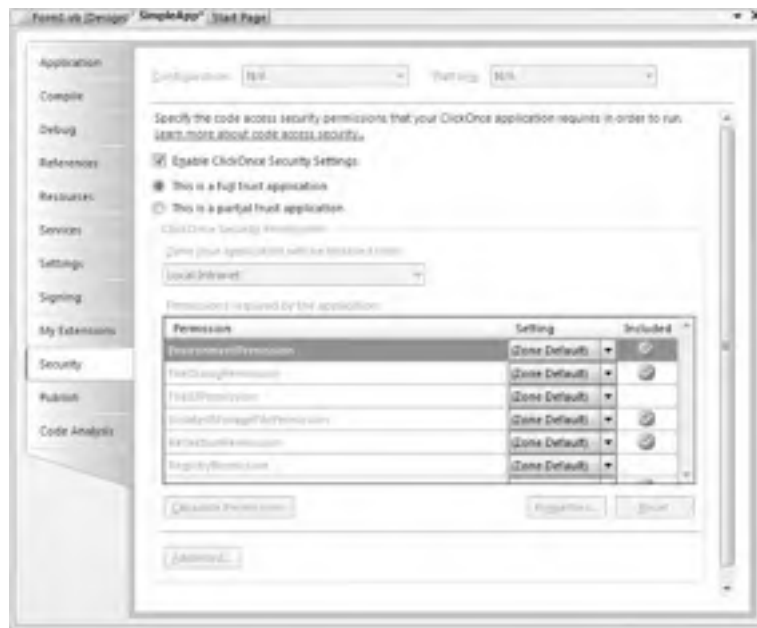 Form1.vb [Design]* SimpleApp* Start Page
Application
Compile
Debug
References
Resources
Services
Settings
Signing
My Extensions
Security
Publish
Code Analysis
Configuration: N/A Platform: N/A
Specify the code access security permissions that your ClickOnce application requires in order to run.
Learn more about code access security...
Enable ClickOnce Security Settings
This is a full trust application
This is a partial trust application
ClickOnce Security Permissions
Zone your application will be installed from:
Local Intranet
Permissions required by the application:
Permission Setting Included
EnvironmentPermission (Zone Default)
FileDialogPermission (Zone Default)
FileIOPermission (Zone Default)
IsolatedStorageFilePermission (Zone Default)
ReflectionPermission (Zone Default)
RegistryPermission (Zone Default)
Calculate Permissions Properties... Reset
Advanced...